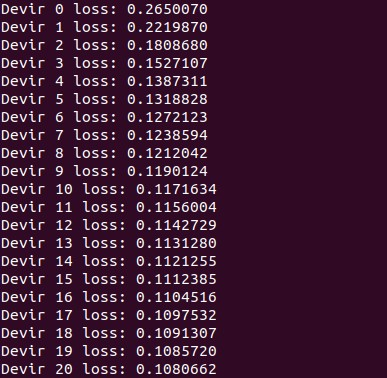 Devir 0 loss: 0.2650070
Devir 1 loss: 0.2219870
Devir 2 loss: 0.1808680
Devir 3 loss: 0.1527107
Devir 4 loss: 0.1387311
Devir 5 loss: 0.1318828
Devir 6 loss: 0.1272123
Devir 7 loss: 0.1238594
Devir 8 loss: 0.1212042
Devir 9 loss: 0.1190124
Devir 10 loss: 0.1171634
Devir 11 loss: 0.1156004
Devir 12 loss: 0.1142729
Devir 13 loss: 0.1131280
Devir 14 loss: 0.1121255
Devir 15 loss: 0.1112385
Devir 16 loss: 0.1104516
Devir 17 loss: 0.1097532
Devir 18 loss: 0.1091307
Devir 19 loss: 0.1085720
Devir 20 loss: 0.1080662